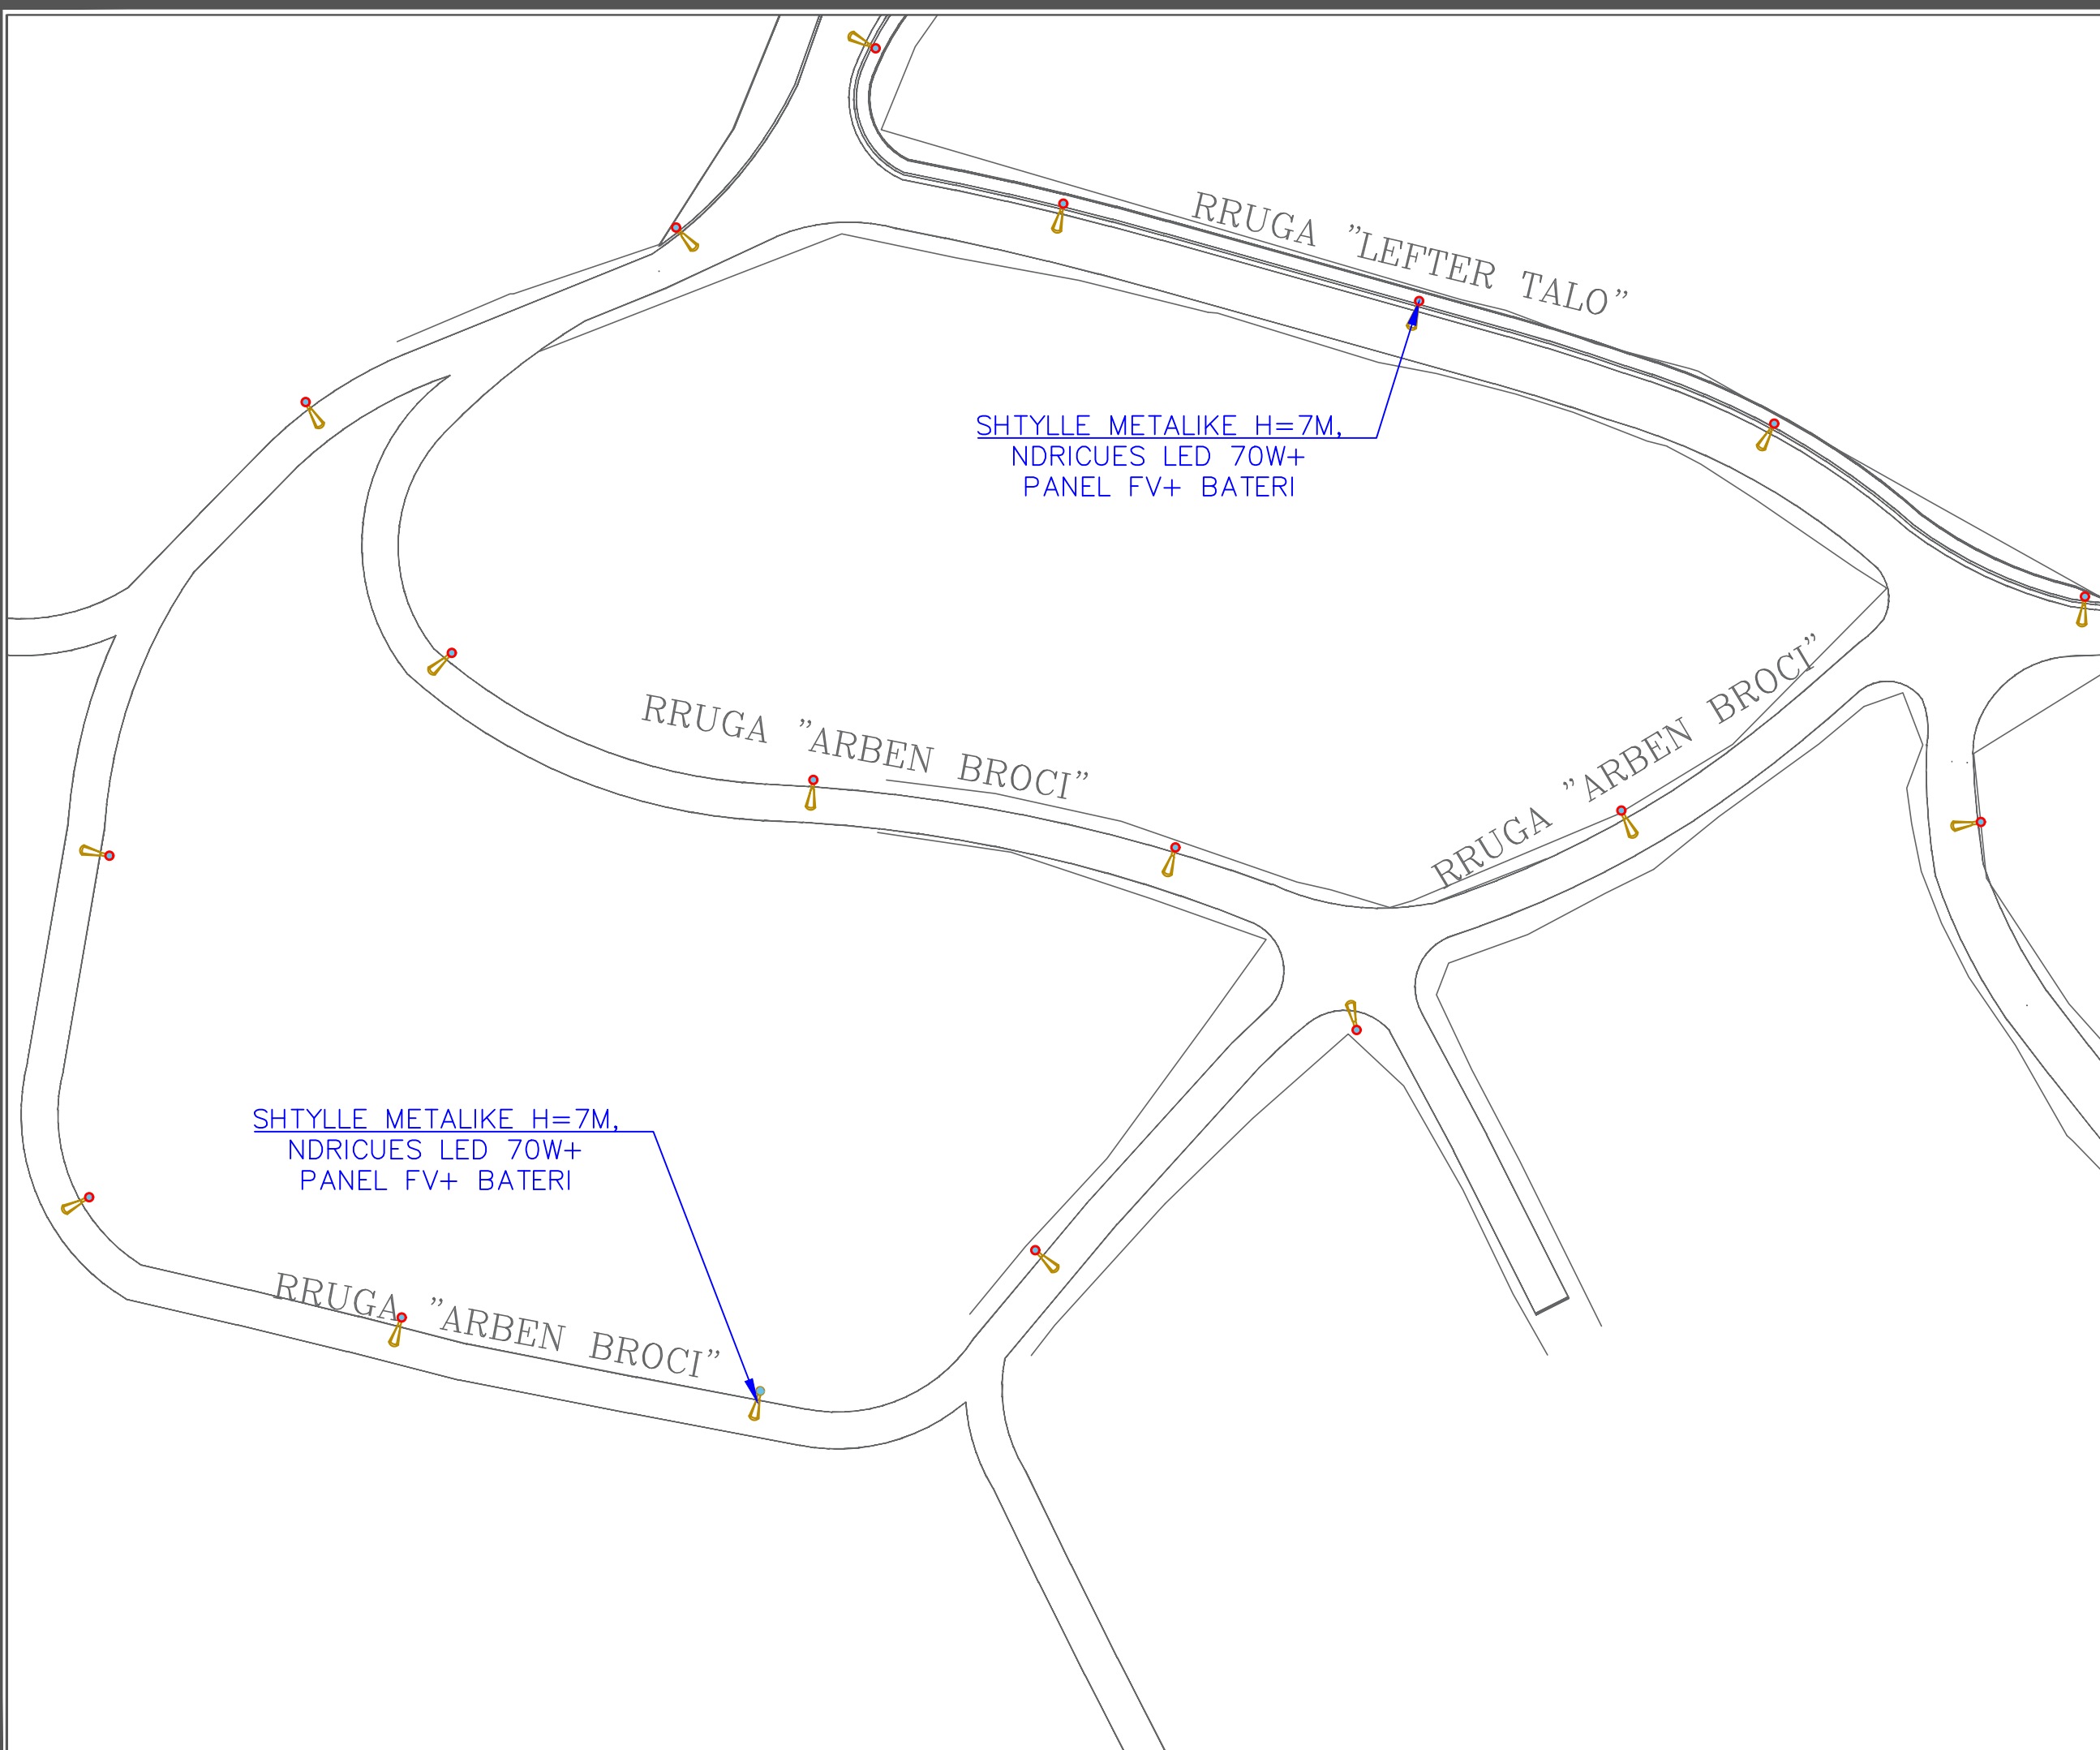 RRUGA "LEFTER TALO"
SHTYLLE METALIKE H=7M,
NDRICUES LED 70W+
PANEL FV+ BATERI
RRUGA "ARBEN BROCI"
RRUGA "ARBEN BROCI"
SHTYLLE METALIKE H=7M,
NDRICUES LED 70W+
PANEL FV+ BATERI
RRUGA "ARBEN BROCI"